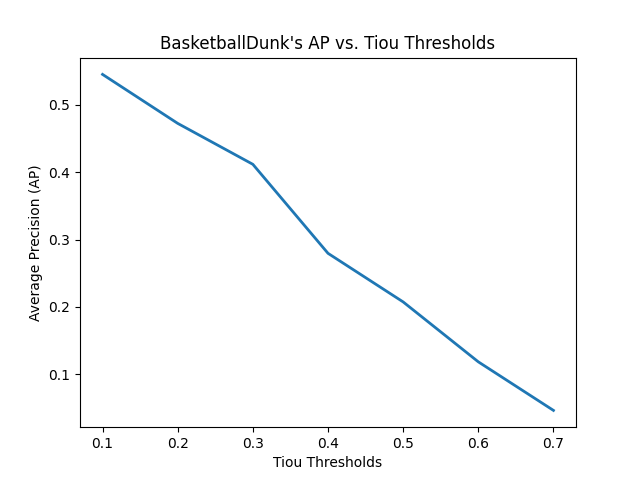 BasketballDunk's AP vs. Tiou Thresholds
Average Precision (AP)
0.5
0.4
0.3
0.2
0.1
0.1 0.2 0.3 0.4 0.5 0.6 0.7
Tiou Thresholds